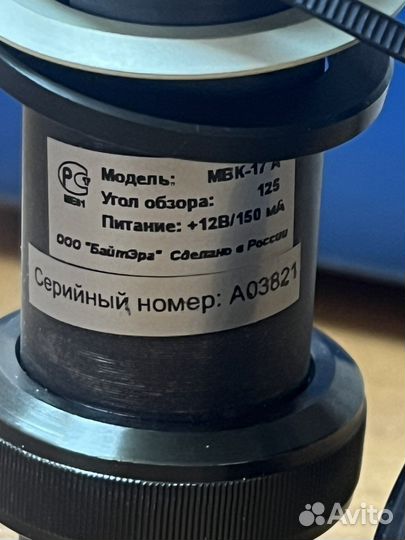 Модель: МВК-17 А
Угол обзора: 125
Питание: +12В/150 мА
ООО "БайтЭра" Сделано в России
Серийный номер: А03821
Avito